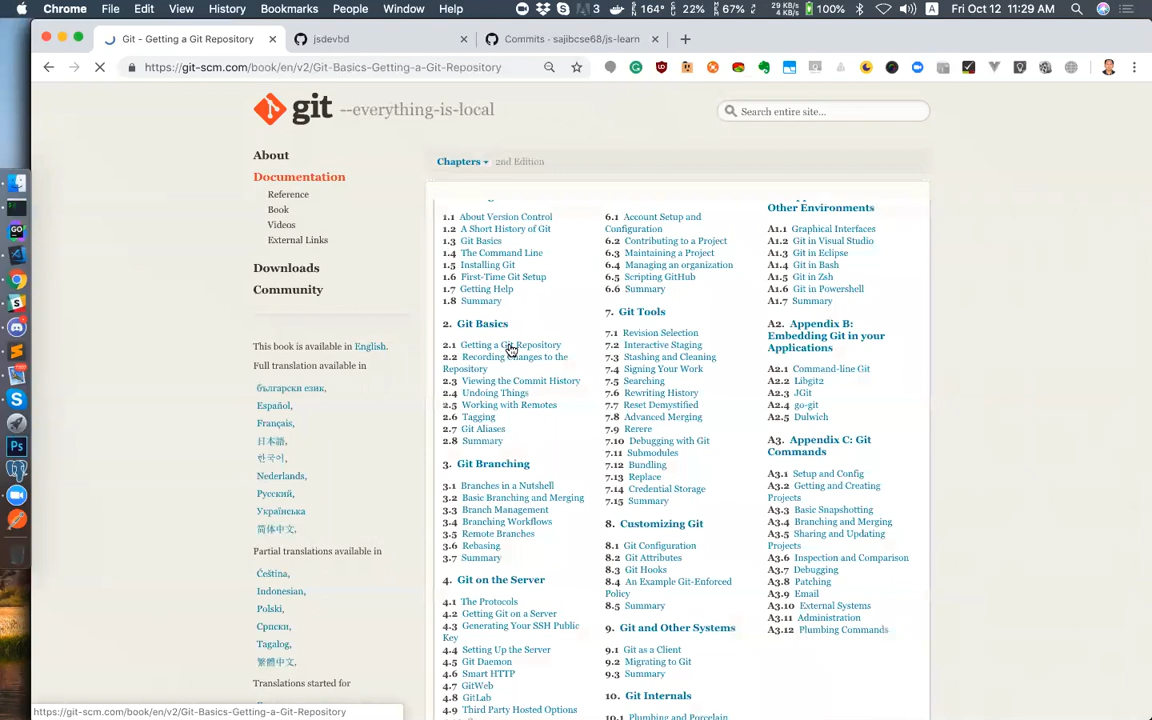 Chrome File Edit View History Bookmarks People Window Help
3 164° 22% 67% 29 KB/s 4 KB/s 100% A Fri Oct 12 11:29 AM
Git - Getting a Git Repository
jsdevbd
Commits · sajibcse68/js-learn
https://git-scm.com/book/en/v2/Git-Basics-Getting-a-Git-Repository
git --everything-is-local
Search entire site...
About
Documentation
Reference
Book
Videos
External Links
Downloads
Community
This book is available in English.
Full translation available in
български език,
Español,
Français,
日本語,
한국어,
Nederlands,
Русский,
Українська
简体中文,
Partial translations available in
Čeština,
Indonesian,
Polski,
Српски,
Tagalog,
繁體中文,
Translations started for
Chapters ▾ 2nd Edition
1.1 About Version Control
1.2 A Short History of Git
1.3 Git Basics
1.4 The Command Line
1.5 Installing Git
1.6 First-Time Git Setup
1.7 Getting Help
1.8 Summary
2. Git Basics
2.1 Getting a Git Repository
2.2 Recording Changes to the
Repository
2.3 Viewing the Commit History
2.4 Undoing Things
2.5 Working with Remotes
2.6 Tagging
2.7 Git Aliases
2.8 Summary
3. Git Branching
3.1 Branches in a Nutshell
3.2 Basic Branching and Merging
3.3 Branch Management
3.4 Branching Workflows
3.5 Remote Branches
3.6 Rebasing
3.7 Summary
4. Git on the Server
4.1 The Protocols
4.2 Getting Git on a Server
4.3 Generating Your SSH Public
Key
4.4 Setting Up the Server
4.5 Git Daemon
4.6 Smart HTTP
4.7 GitWeb
4.8 GitLab
4.9 Third Party Hosted Options
6.1 Account Setup and
Configuration
6.2 Contributing to a Project
6.3 Maintaining a Project
6.4 Managing an organization
6.5 Scripting GitHub
6.6 Summary
7. Git Tools
7.1 Revision Selection
7.2 Interactive Staging
7.3 Stashing and Cleaning
7.4 Signing Your Work
7.5 Searching
7.6 Rewriting History
7.7 Reset Demystified
7.8 Advanced Merging
7.9 Rerere
7.10 Debugging with Git
7.11 Submodules
7.12 Bundling
7.13 Replace
7.14 Credential Storage
7.15 Summary
8. Customizing Git
8.1 Git Configuration
8.2 Git Attributes
8.3 Git Hooks
8.4 An Example Git-Enforced
Policy
8.5 Summary
9. Git and Other Systems
9.1 Git as a Client
9.2 Migrating to Git
9.3 Summary
10. Git Internals
10.1 Plumbing and Porcelain
Other Environments
A1.1 Graphical Interfaces
A1.2 Git in Visual Studio
A1.3 Git in Eclipse
A1.4 Git in Bash
A1.5 Git in Zsh
A1.6 Git in Powershell
A1.7 Summary
A2. Appendix B:
Embedding Git in your
Applications
A2.1 Command-line Git
A2.2 Libgit2
A2.3 JGit
A2.4 go-git
A2.5 Dulwich
A3. Appendix C: Git
Commands
A3.1 Setup and Config
A3.2 Getting and Creating
Projects
A3.3 Basic Snapshotting
A3.4 Branching and Merging
A3.5 Sharing and Updating
Projects
A3.6 Inspection and Comparison
A3.7 Debugging
A3.8 Patching
A3.9 Email
A3.10 External Systems
A3.11 Administration
A3.12 Plumbing Commands
https://git-scm.com/book/en/v2/Git-Basics-Getting-a-Git-Repository